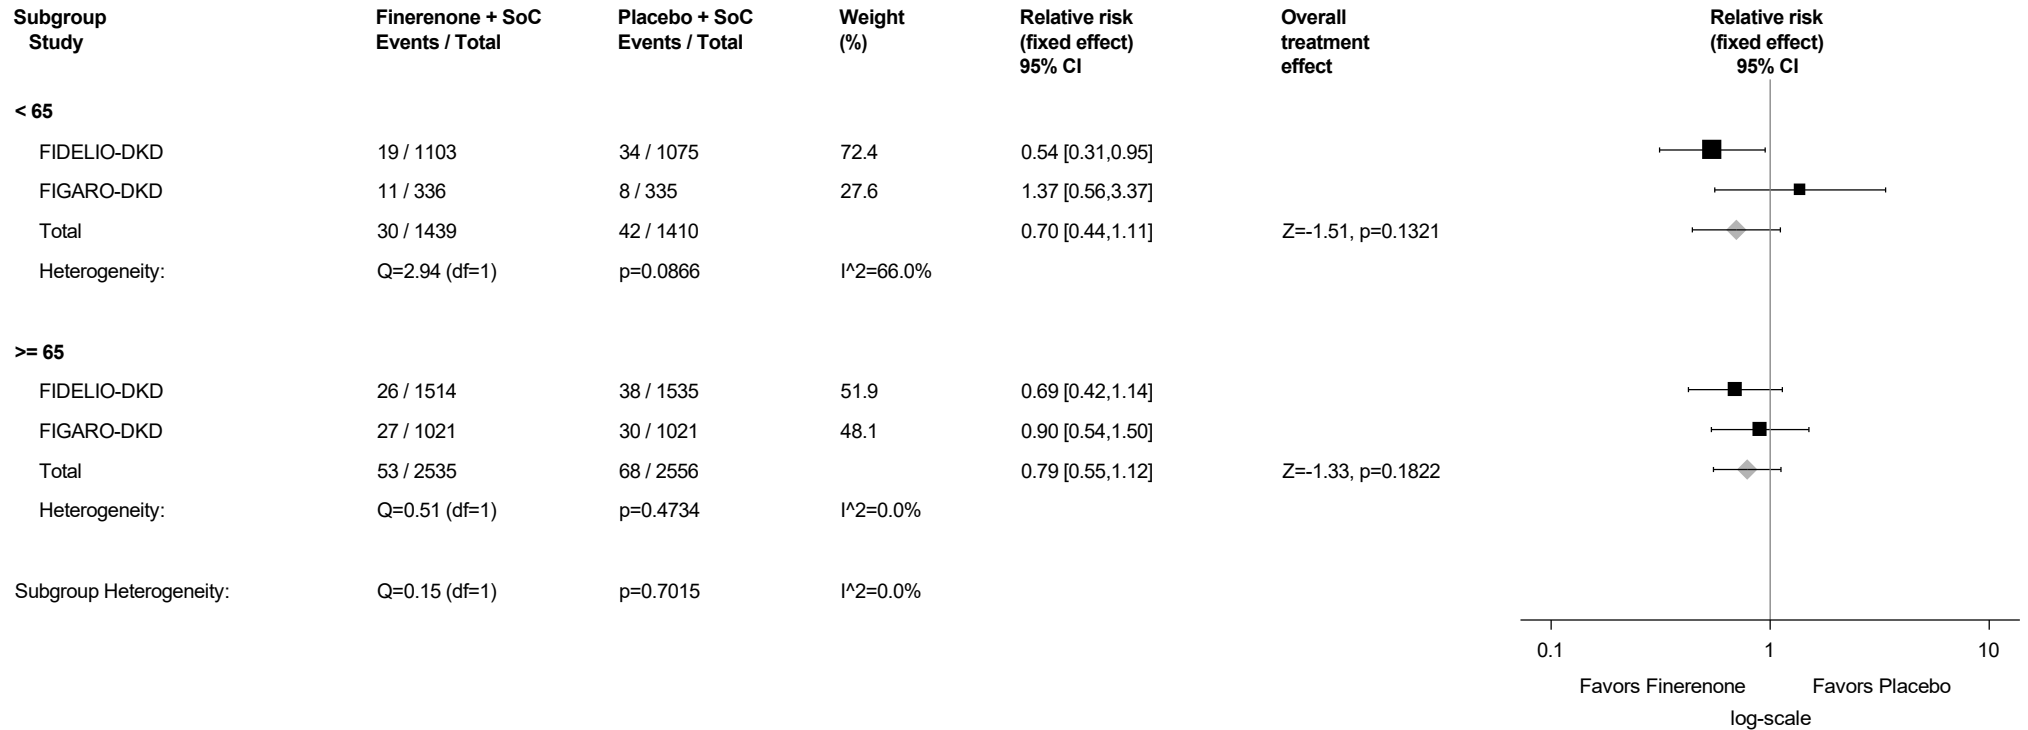 Subgroup Finerenone + SoC Placebo + SoC Weight Relative risk Overall Relative risk
Study Events / Total Events / Total (%) (fixed effect) treatment (fixed effect)
95% CI effect 95% CI
< 65
FIDELIO-DKD 19 / 1103 34 / 1075 72.4 0.54 [0.31,0.95]
FIGARO-DKD 11 / 336 8 / 335 27.6 1.37 [0.56,3.37]
Total 30 / 1439 42 / 1410 0.70 [0.44,1.11] Z=-1.51, p=0.1321
Heterogeneity: Q=2.94 (df=1) p=0.0866 I^2=66.0%
>= 65
FIDELIO-DKD 26 / 1514 38 / 1535 51.9 0.69 [0.42,1.14]
FIGARO-DKD 27 / 1021 30 / 1021 48.1 0.90 [0.54,1.50]
Total 53 / 2535 68 / 2556 0.79 [0.55,1.12] Z=-1.33, p=0.1822
Heterogeneity: Q=0.51 (df=1) p=0.4734 I^2=0.0%
Subgroup Heterogeneity: Q=0.15 (df=1) p=0.7015 I^2=0.0%
0.1 1 10
Favors Finerenone Favors Placebo
log-scale